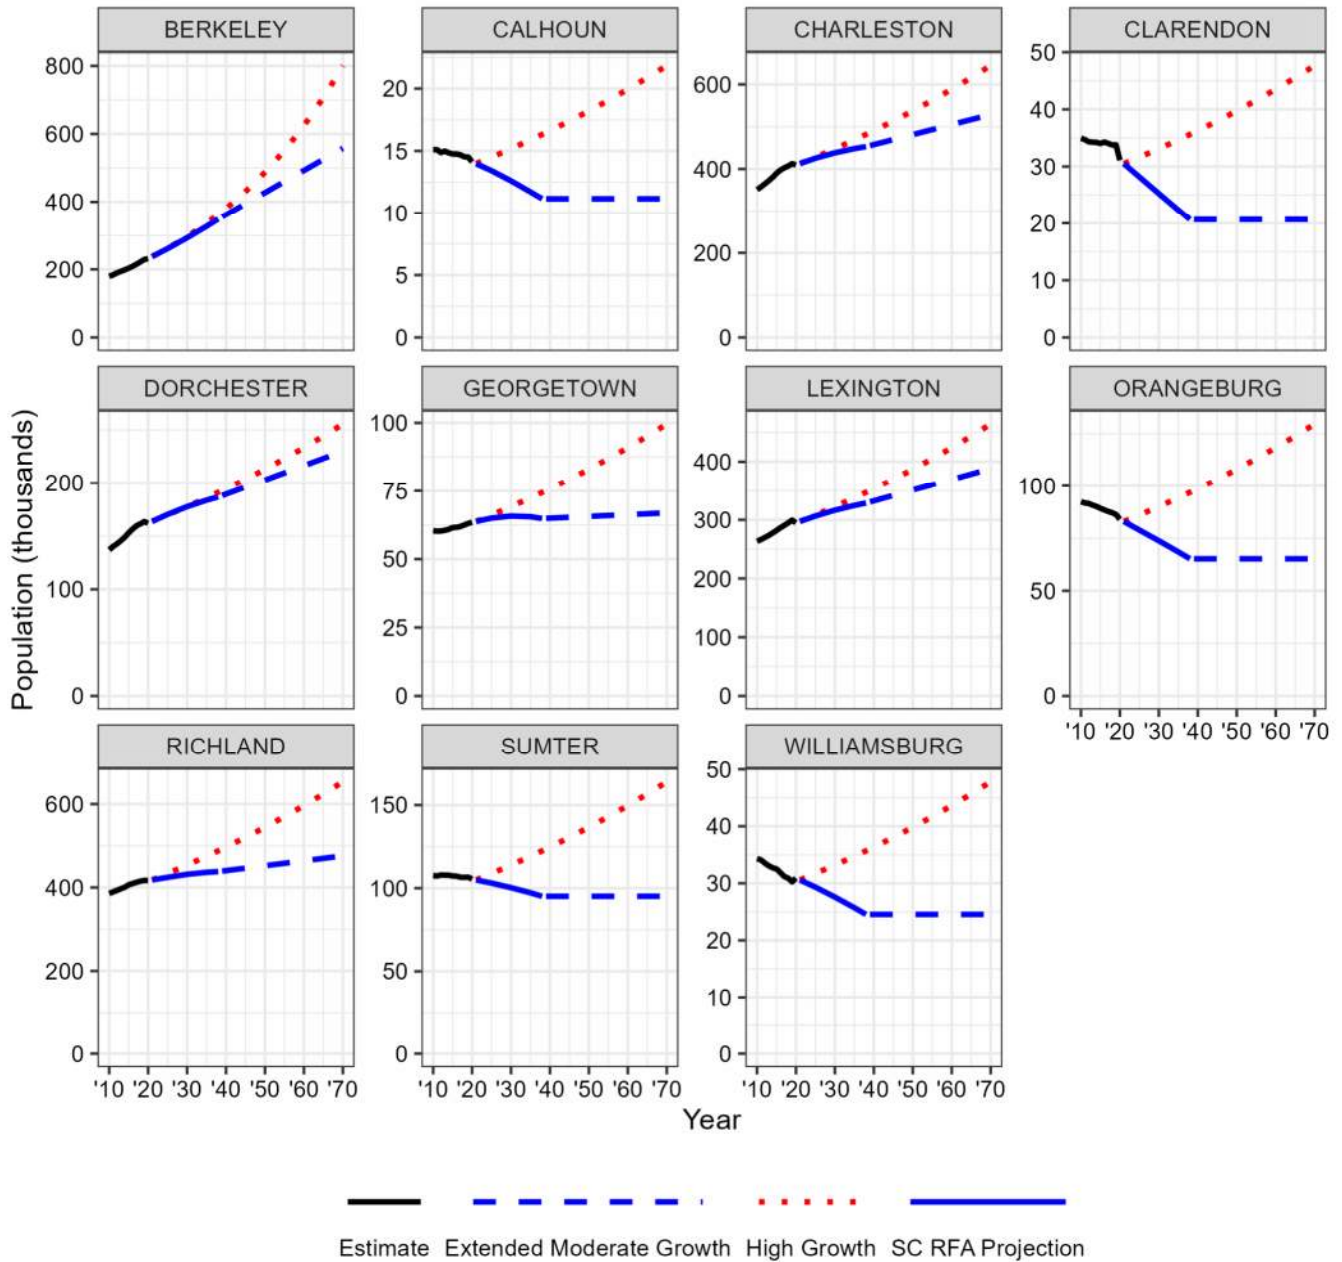 BERKELEY
CALHOUN
CHARLESTON
CLARENDON
800
600
400
200
0
20
15
10
5
0
600
400
200
0
50
40
30
20
10
0
DORCHESTER
GEORGETOWN
LEXINGTON
ORANGEBURG
Population (thousands)
200
100
0
100
75
50
25
0
400
300
200
100
0
100
50
0
'10 '20 '30 '40 '50 '60 '70
RICHLAND
SUMTER
WILLIAMSBURG
600
400
200
0
150
100
50
0
50
40
30
20
10
0
'10 '20 '30 '40 '50 '60 '70
'10 '20 '30 '40 '50 '60 '70
'10 '20 '30 '40 '50 '60 '70
Year
Estimate Extended Moderate Growth High Growth SC RFA Projection